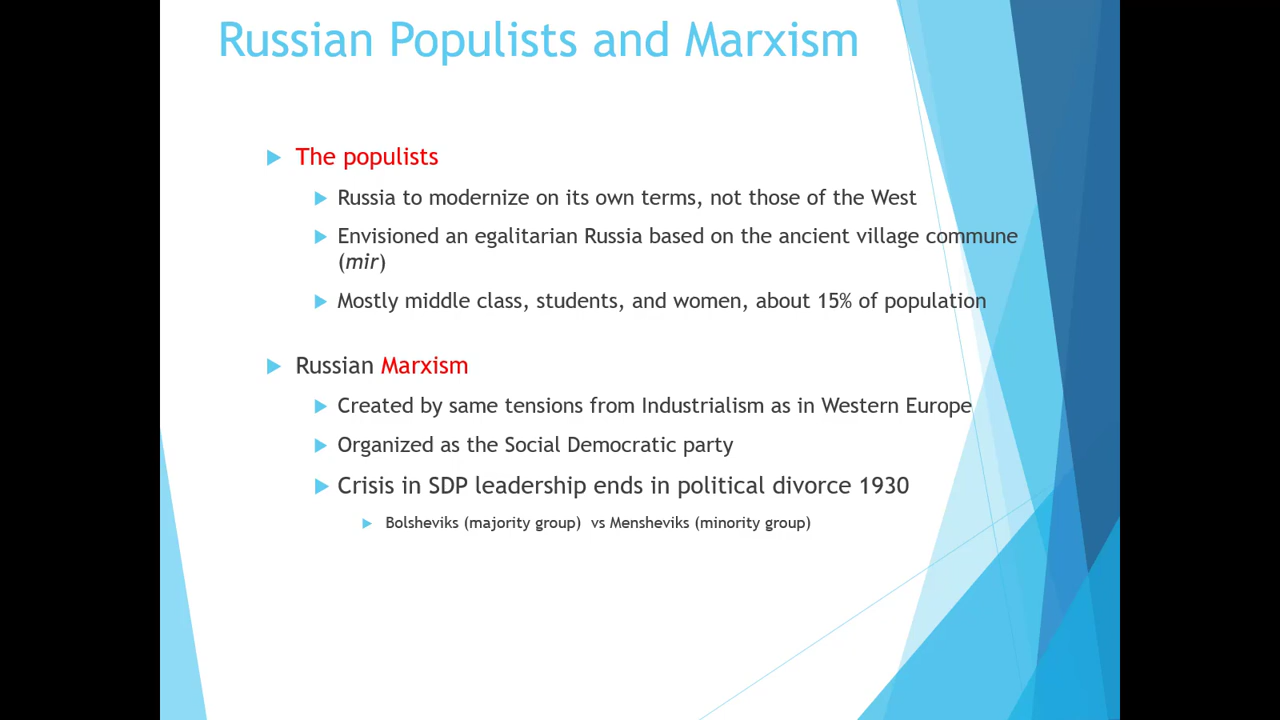 Russian Populists and Marxism
The populists
Russia to modernize on its own terms, not those of the West
Envisioned an egalitarian Russia based on the ancient village commune
(mir)
Mostly middle class, students, and women, about 15% of population
Russian Marxism
Created by same tensions from Industrialism as in Western Europe
Organized as the Social Democratic party
Crisis in SDP leadership ends in political divorce 1930
Bolsheviks (majority group) vs Mensheviks (minority group)